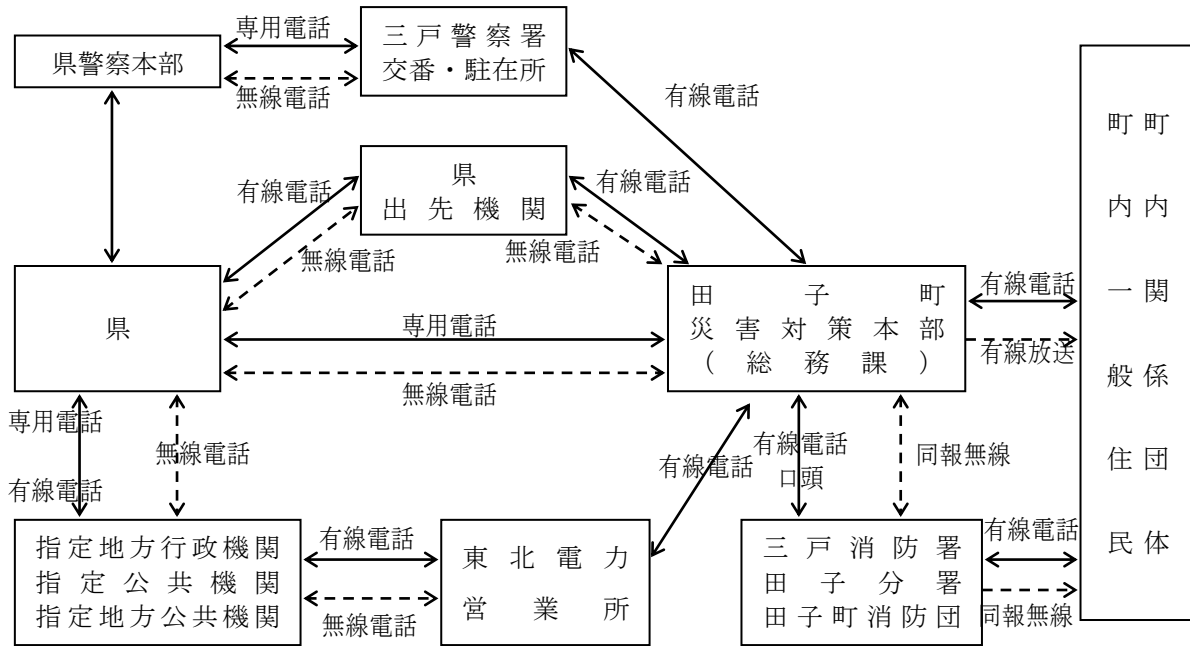 専用電話
三戸警察署
交番・駐在所
県警察本部
無線電話
有線電話
県
出先機関
有線電話
有線電話
無線電話
無線電話
県
専用電話
無線電話
田子町
災害対策本部
(総務課)
有線電話
有線放送
町内関係団体
町内一般住民
専用電話
無線電話
有線電話
有線電話
有線電話
口頭
同報無線
指定地方行政機関
指定公共機関
指定地方公共機関
有線電話
無線電話
東北電力
営業所
三戸消防署
田子分署
田子町消防団
有線電話
同報無線